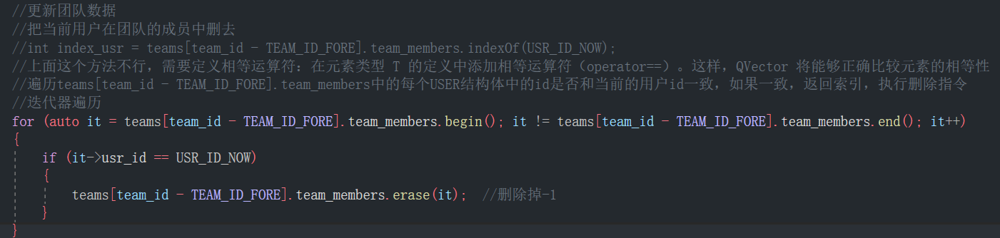 //更新团队数据
//把当前用户在团队的成员中删去
//int index_usr = teams[team_id - TEAM_ID_FORE].team_members.indexOf(USR_ID_NOW);
//上面这个方法不行，需要定义相等运算符：在元素类型 T 的定义中添加相等运算符（operator==）。这样，QVector 将能够正确比较元素的相等性
//遍历teams[team_id - TEAM_ID_FORE].team_members中的每个USER结构体中的id是否和当前的用户id一致，如果一致，返回索引，执行删除指令
//迭代器遍历
for (auto it = teams[team_id - TEAM_ID_FORE].team_members.begin(); it != teams[team_id - TEAM_ID_FORE].team_members.end(); it++)
{
    if (it->usr_id == USR_ID_NOW)
    {
        teams[team_id - TEAM_ID_FORE].team_members.erase(it);  //删除掉-1
    }
}